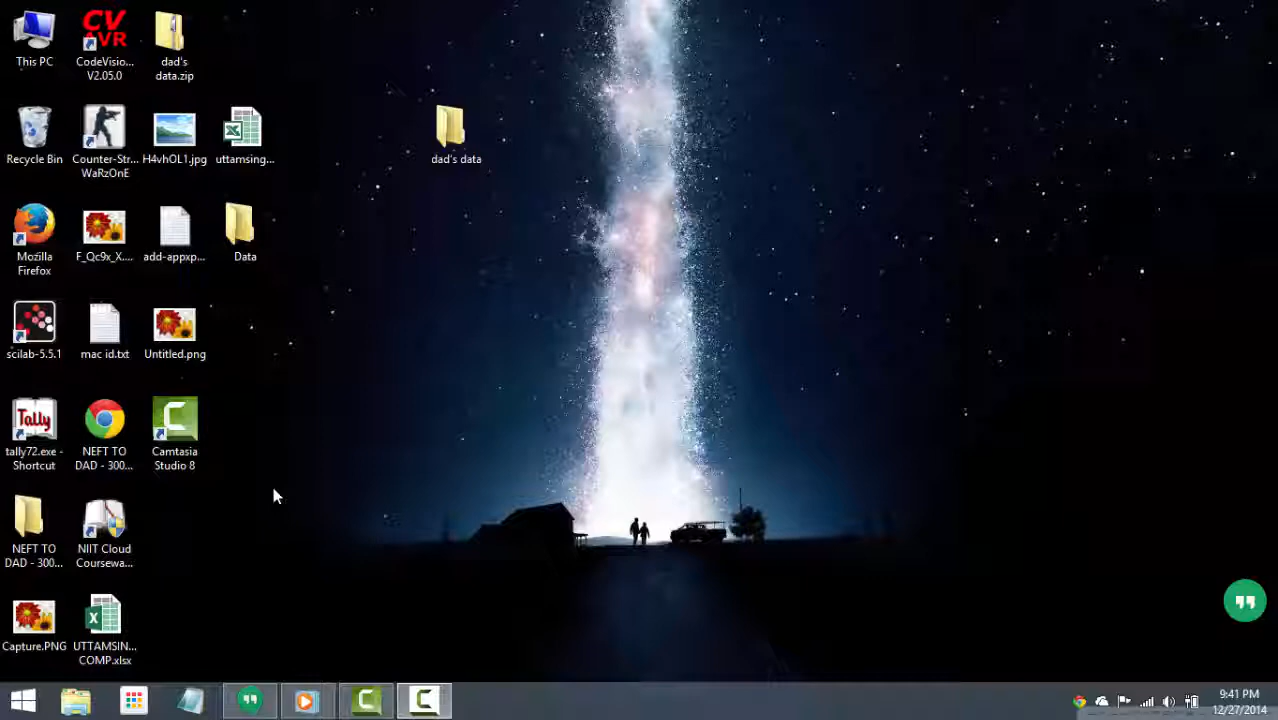 This PC
CV
AVR
CodeVisio...
V2.05.0
dad's
data.zip
Recycle Bin
Counter-Str...
WaRzOnE
H4vhOL1.jpg
uttamsing...
dad's data
Mozilla
Firefox
F_Qc9x_X....
add-appxp...
Data
scilab-5.5.1
mac id.txt
Untitled.png
Tally
tally72.exe -
Shortcut
NEFT TO
DAD - 300...
Camtasia
Studio 8
NEFT TO
DAD - 300...
NIIT Cloud
Coursewa...
Capture.PNG
UTTAMSIN...
COMP.xlsx
9:41 PM
12/27/2014